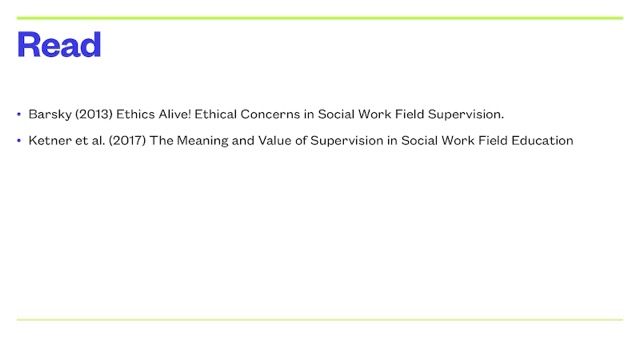 Read
• Barsky (2013) Ethics Alive! Ethical Concerns in Social Work Field Supervision.
• Ketner et al. (2017) The Meaning and Value of Supervision in Social Work Field Education